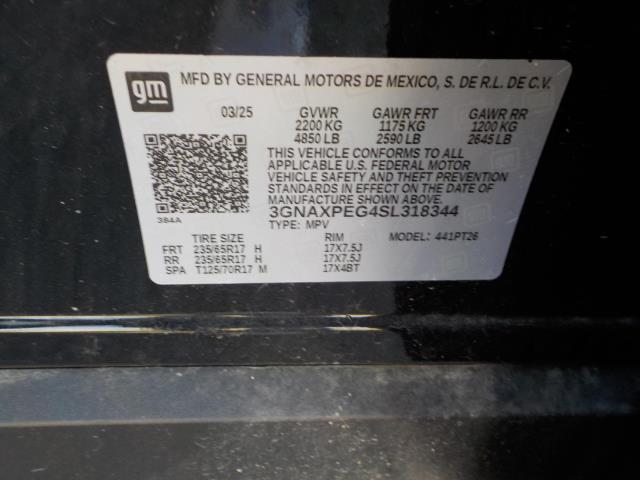 gm
MFD BY GENERAL MOTORS DE MEXICO, S. DE R.L. DE C.V.
03/25 GVWR GAWR FRT GAWR RR
2200 KG 1175 KG 1200 KG
4850 LB 2590 LB 2645 LB
THIS VEHICLE CONFORMS TO ALL
APPLICABLE U.S. FEDERAL MOTOR
VEHICLE SAFETY AND THEFT PREVENTION
STANDARDS IN EFFECT ON THE DATE OF
MANUFACTURE SHOWN ABOVE.
3GNAXPEG4SL318344
384A
TYPE: MPV
TIRE SIZE RIM MODEL: 441PT26
FRT 235/65R17 H 17X7.5J
RR 235/65R17 H 17X7.5J
SPA T125/70R17 M 17X4BT